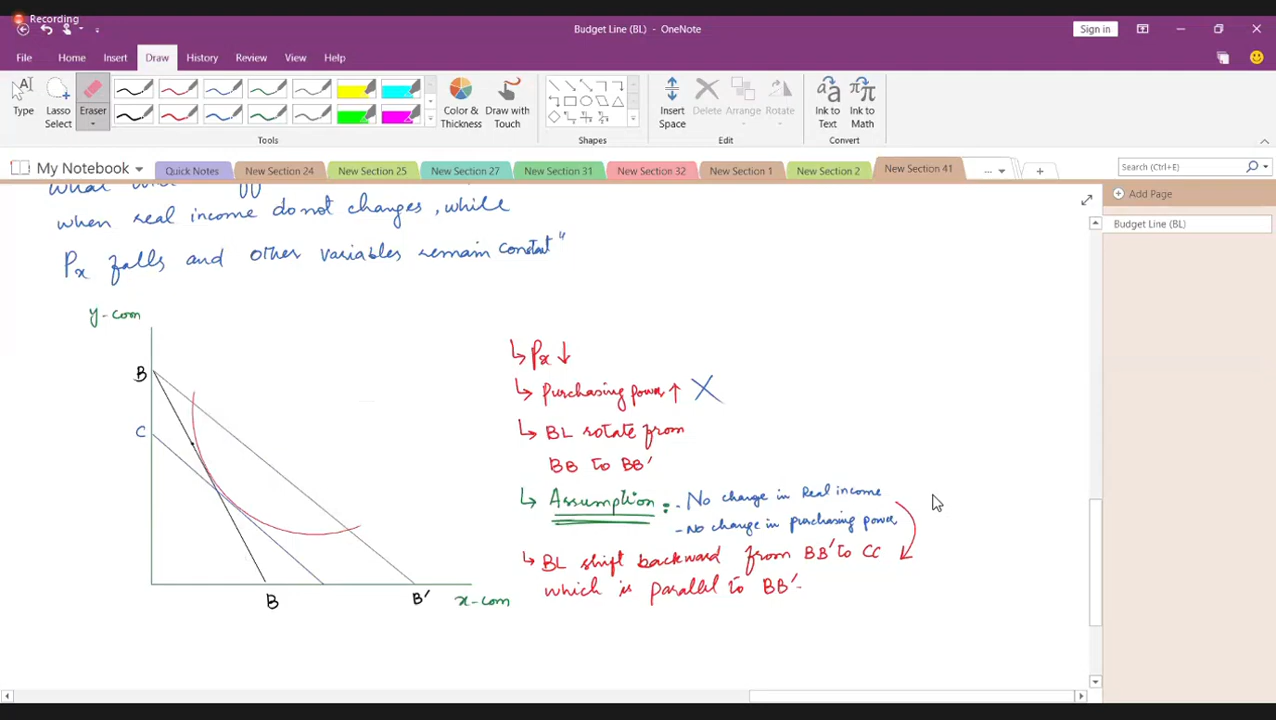 Recording
Budget Line (BL) - OneNote
Sign in
File Home Insert Draw History Review View Help
Type
Lasso Select
Eraser
Color & Thickness
Draw with Touch
Insert Space
Delete
Arrange
Rotate
Ink to Text
Ink to Math
Tools
Shapes
Edit
Convert
My Notebook
Quick Notes
New Section 24
New Section 25
New Section 27
New Section 31
New Section 32
New Section 1
New Section 2
New Section 41
...
Search (Ctrl+E)
Add Page
Budget Line (BL)
what
when real income do not changes, while
Px falls and other variables remain constant"
y-com
B
C
B
B'
x-com
↳ Px ↓
↳ Purchasing power ↑ X
↳ BL rotate from
BB to BB'
↳ Assumption : - No change in Real income
- No change in purchasing power
↳ BL shift backward from BB' to CC
which is parallel to BB'-